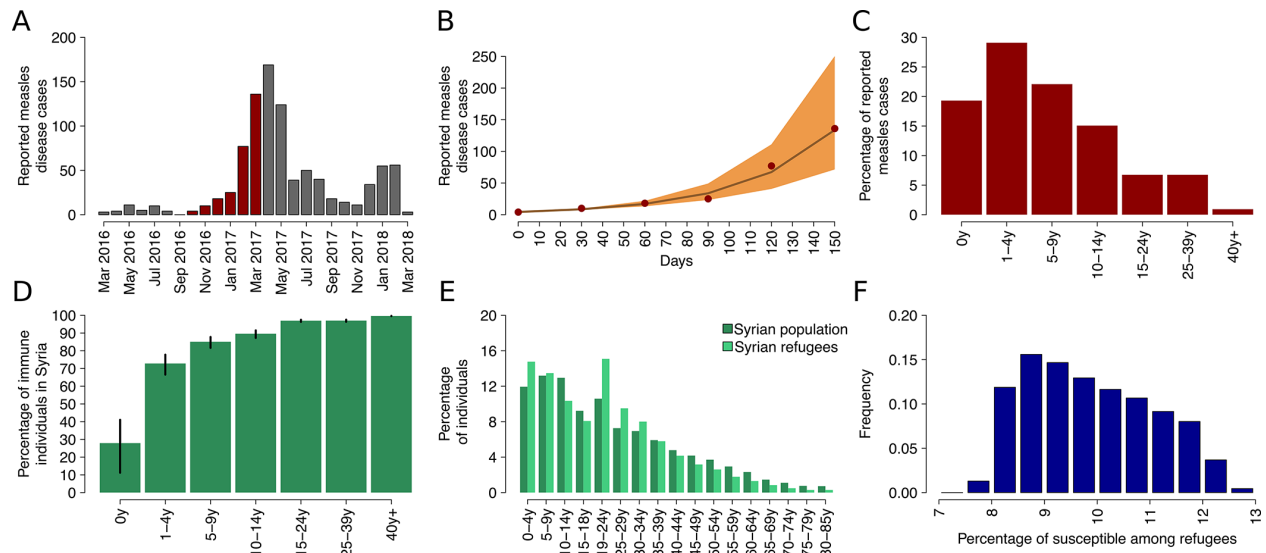 A
Reported measles
disease cases
200
150
100
50
0
Mar 2016
May 2016
Jul 2016
Sep 2016
Nov 2016
Jan 2017
Mar 2017
May 2017
Jul 2017
Sep 2017
Nov 2017
Jan 2018
Mar 2018
B
Reported measles
disease cases
250
200
150
100
50
0
0 10 20 30 40 50 60 70 80 90 100 110 120 130 140 150
Days
C
Percentage of reported
measles cases
30
25
20
15
10
5
0
0y
1–4y
5–9y
10–14y
15–24y
25–39y
40y+
D
Percentage of immune
individuals in Syria
100
90
80
70
60
50
40
30
20
10
0
0y
1–4y
5–9y
10–14y
15–24y
25–39y
40y+
E
Percentage
of individuals
20
16
12
8
4
0
Syrian population
Syrian refugees
0–4y
5–9y
10–14y
15–18y
19–24y
25–29y
30–34y
35–39y
40–44y
45–49y
50–54y
55–59y
60–64y
65–69y
70–74y
75–79y
80–85y
F
Frequency
0.20
0.15
0.10
0.05
0.00
7 8 9 10 11 12 13
Percentage of susceptible among refugees